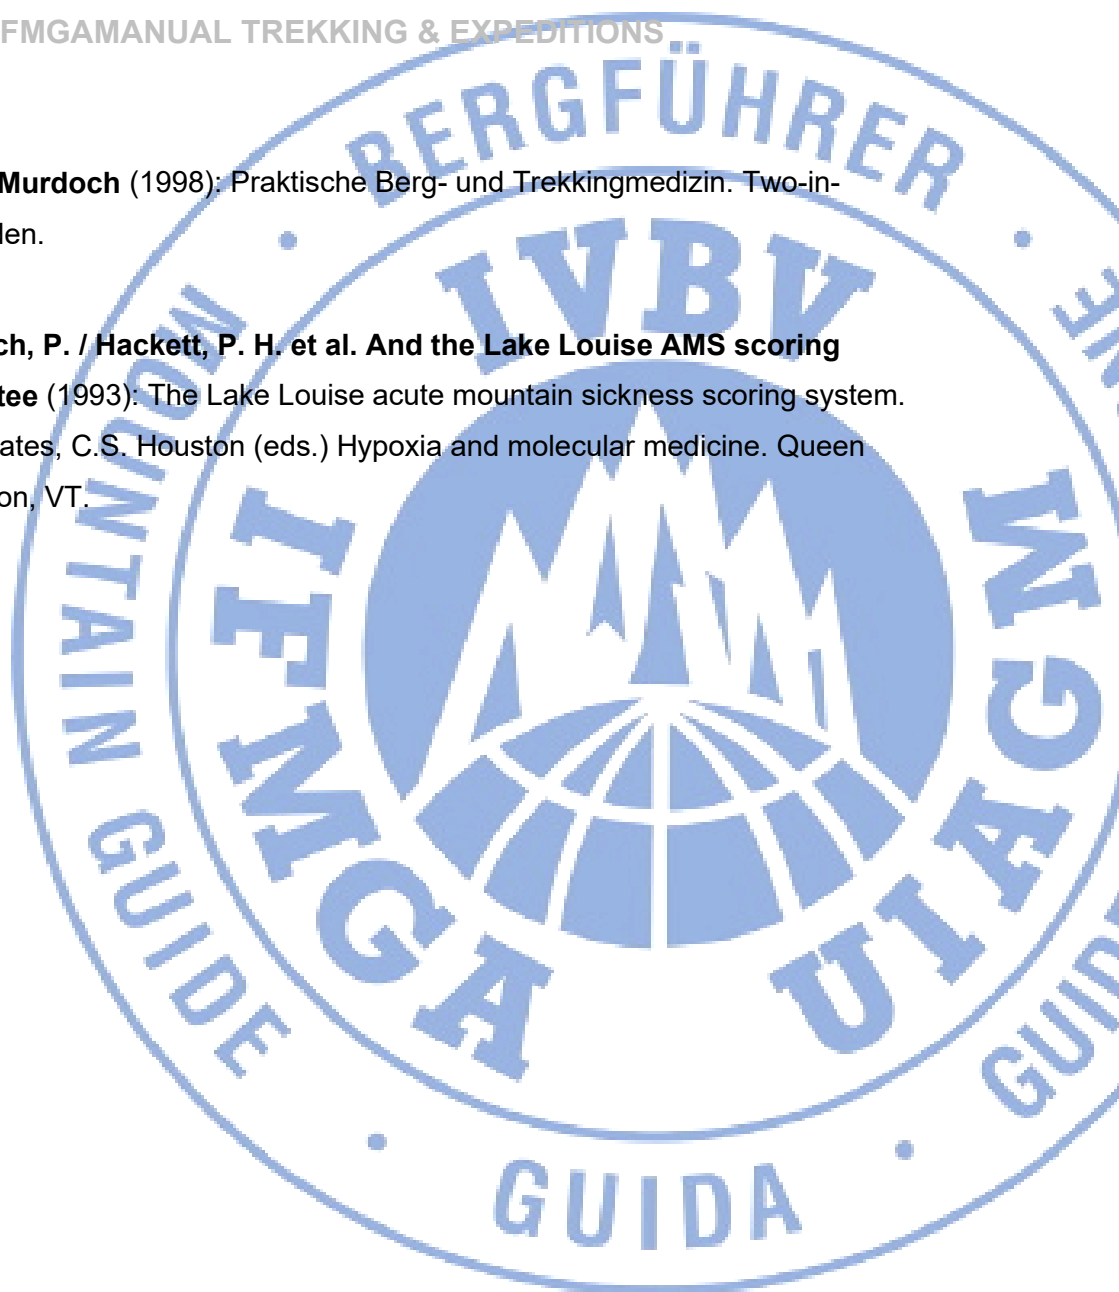 FMGAMANUAL TREKKING & EXPEDITIONS
Murdoch (1998): Praktische Berg- und Trekkingmedizin. Two-in-
len.
ch, P. / Hackett, P. H. et al. And the Lake Louise AMS scoring
tee (1993): The Lake Louise acute mountain sickness scoring system.
ates, C.S. Houston (eds.) Hypoxia and molecular medicine. Queen
on, VT.
BERGFÜHRER
IVBV
MOUNTAIN GUIDE
IFMGA
UIAGM
GUIDA